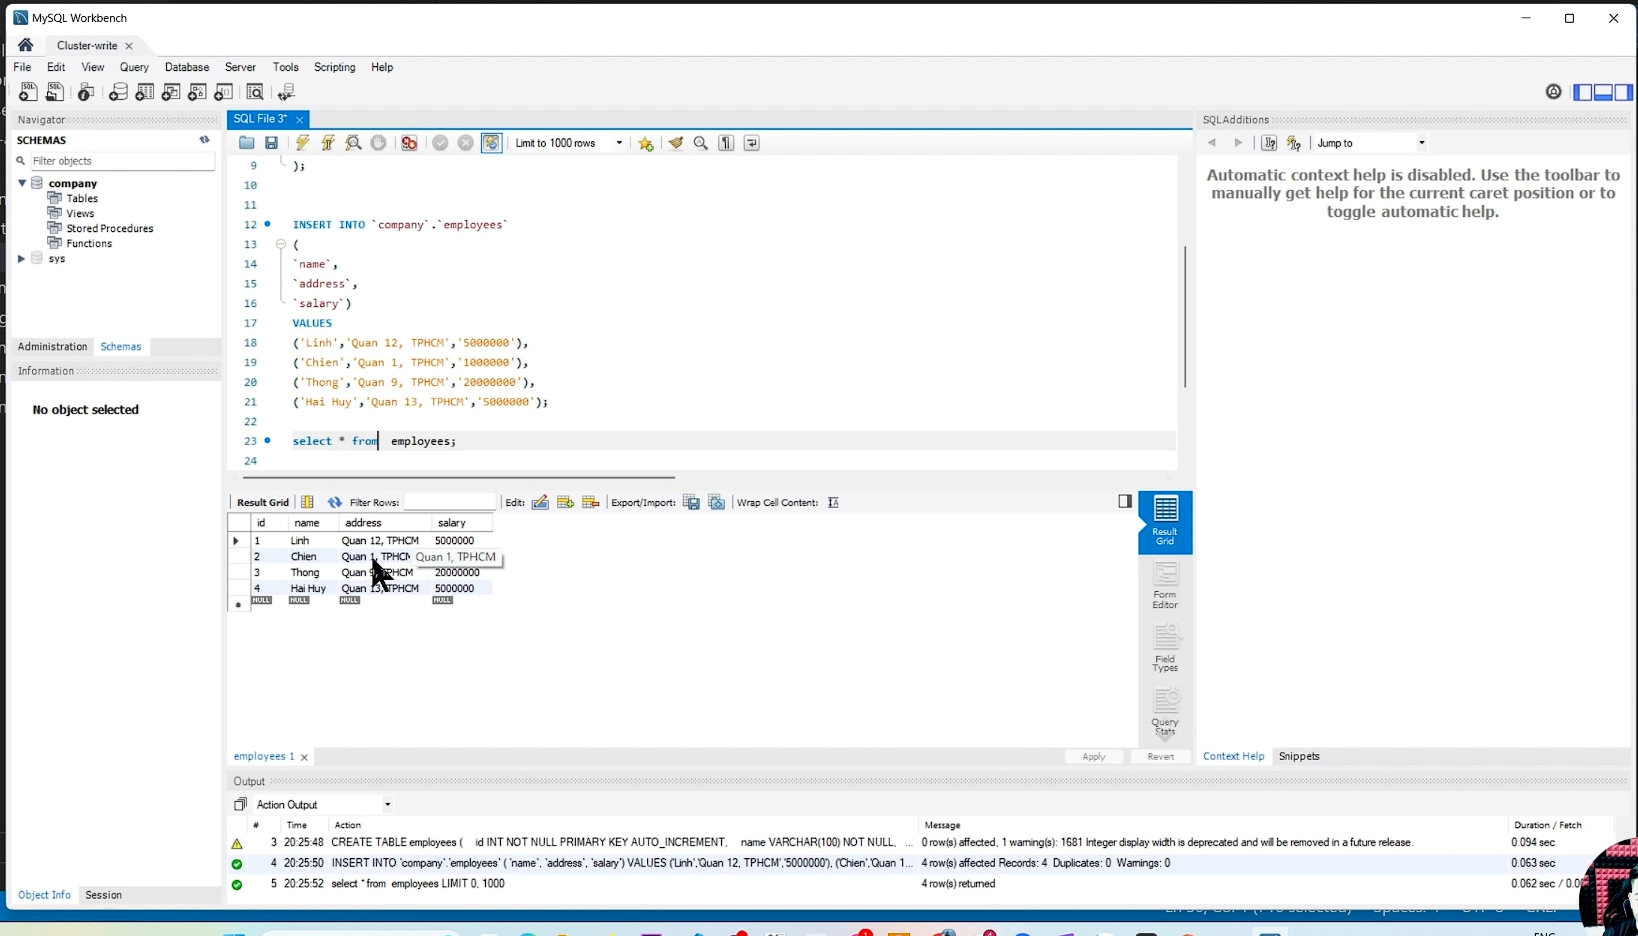 MySQL Workbench
Cluster-write
File Edit View Query Database Server Tools Scripting Help
Navigator
SCHEMAS
Filter objects
company
Tables
Views
Stored Procedures
Functions
sys
Administration Schemas
Information
No object selected
Object Info Session
SQL File 3*
Limit to 1000 rows
9 );
10
11
12 INSERT INTO `company`.`employees`
13 (
14 `name`,
15 `address`,
16 `salary`)
17 VALUES
18 ('Linh','Quan 12, TPHCM','5000000'),
19 ('Chien','Quan 1, TPHCM','1000000'),
20 ('Thong','Quan 9, TPHCM','20000000'),
21 ('Hai Huy','Quan 13, TPHCM','5000000');
22
23 select * from employees;
24
Result Grid Filter Rows: Edit: Export/Import: Wrap Cell Content:
id name address salary
1 Linh Quan 12, TPHCM 5000000
2 Chien Quan 1, TPHCM Quan 1, TPHCM
3 Thong Quan TPHCM 20000000
4 Hai Huy Quan 13, TPHCM 5000000
NULL NULL NULL NULL
Result Grid
Form Editor
Field Types
Query Stats
employees 1
Apply Revert
SQLAdditions
Jump to
Automatic context help is disabled. Use the toolbar to
manually get help for the current caret position or to
toggle automatic help.
Context Help Snippets
Output
Action Output
# Time Action Message Duration / Fetch
3 20:25:48 CREATE TABLE employees ( id INT NOT NULL PRIMARY KEY AUTO_INCREMENT, name VARCHAR(100) NOT NULL, ... 0 row(s) affected, 1 warning(s): 1681 Integer display width is deprecated and will be removed in a future release. 0.094 sec
4 20:25:50 INSERT INTO `company`.`employees` ( `name`, `address`, `salary`) VALUES ('Linh','Quan 12, TPHCM','5000000'), ('Chien','Quan 1... 4 row(s) affected Records: 4 Duplicates: 0 Warnings: 0 0.063 sec
5 20:25:52 select * from employees LIMIT 0, 1000 4 row(s) returned 0.062 sec / 0.0
ENG